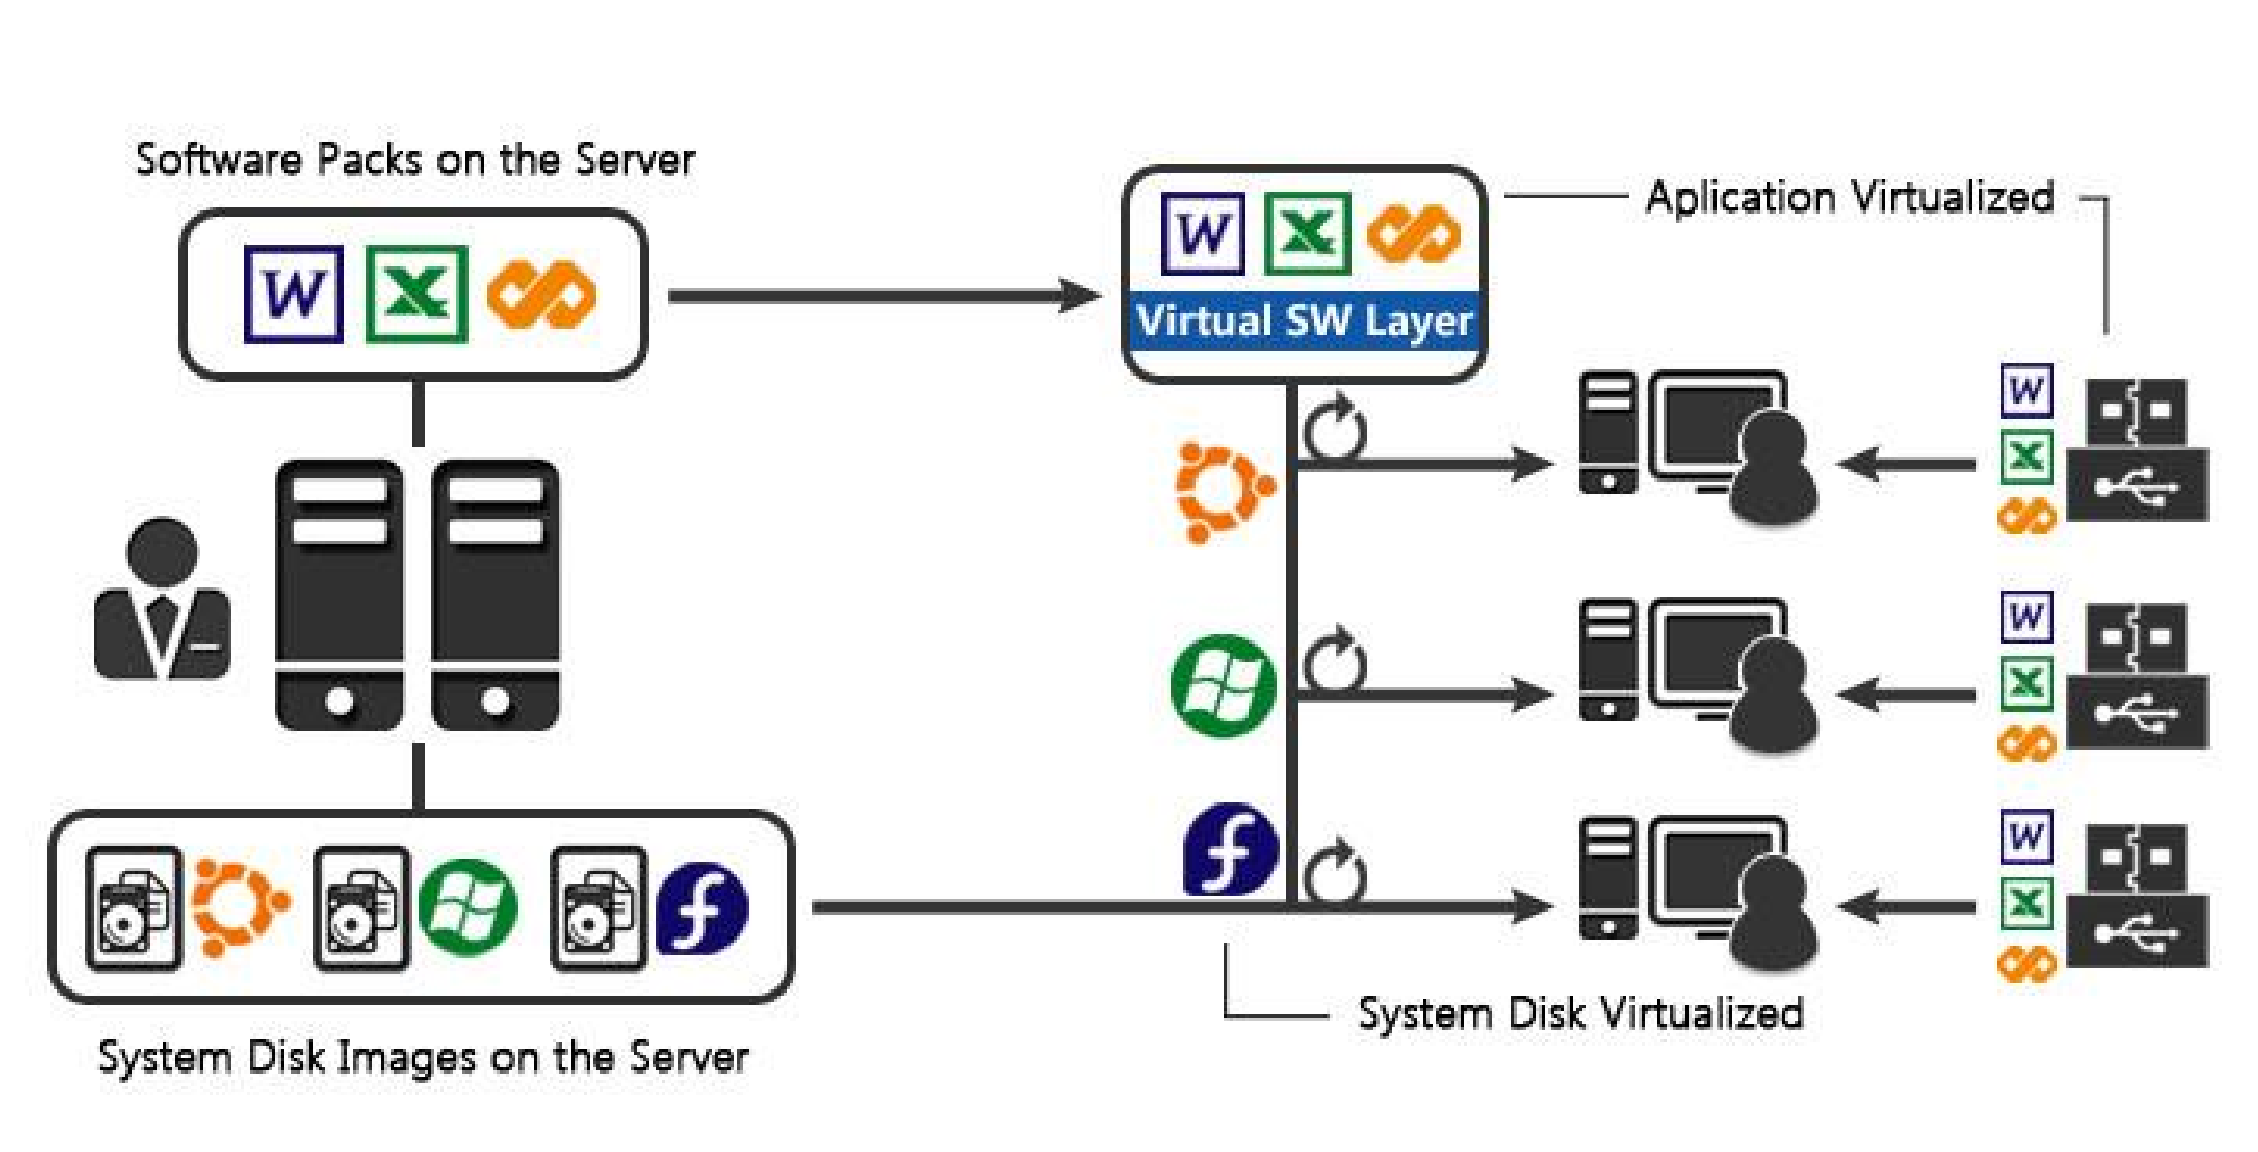 Software Packs on the Server
W X
W X
Virtual SW Layer
Aplication Virtualized
W
X
W
X
W
X
f
f
System Disk Virtualized
System Disk Images on the Server